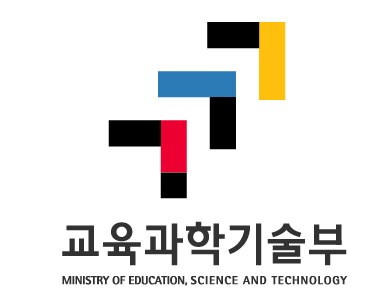 교육과학기술부
MINISTRY OF EDUCATION, SCIENCE AND TECHNOLOGY